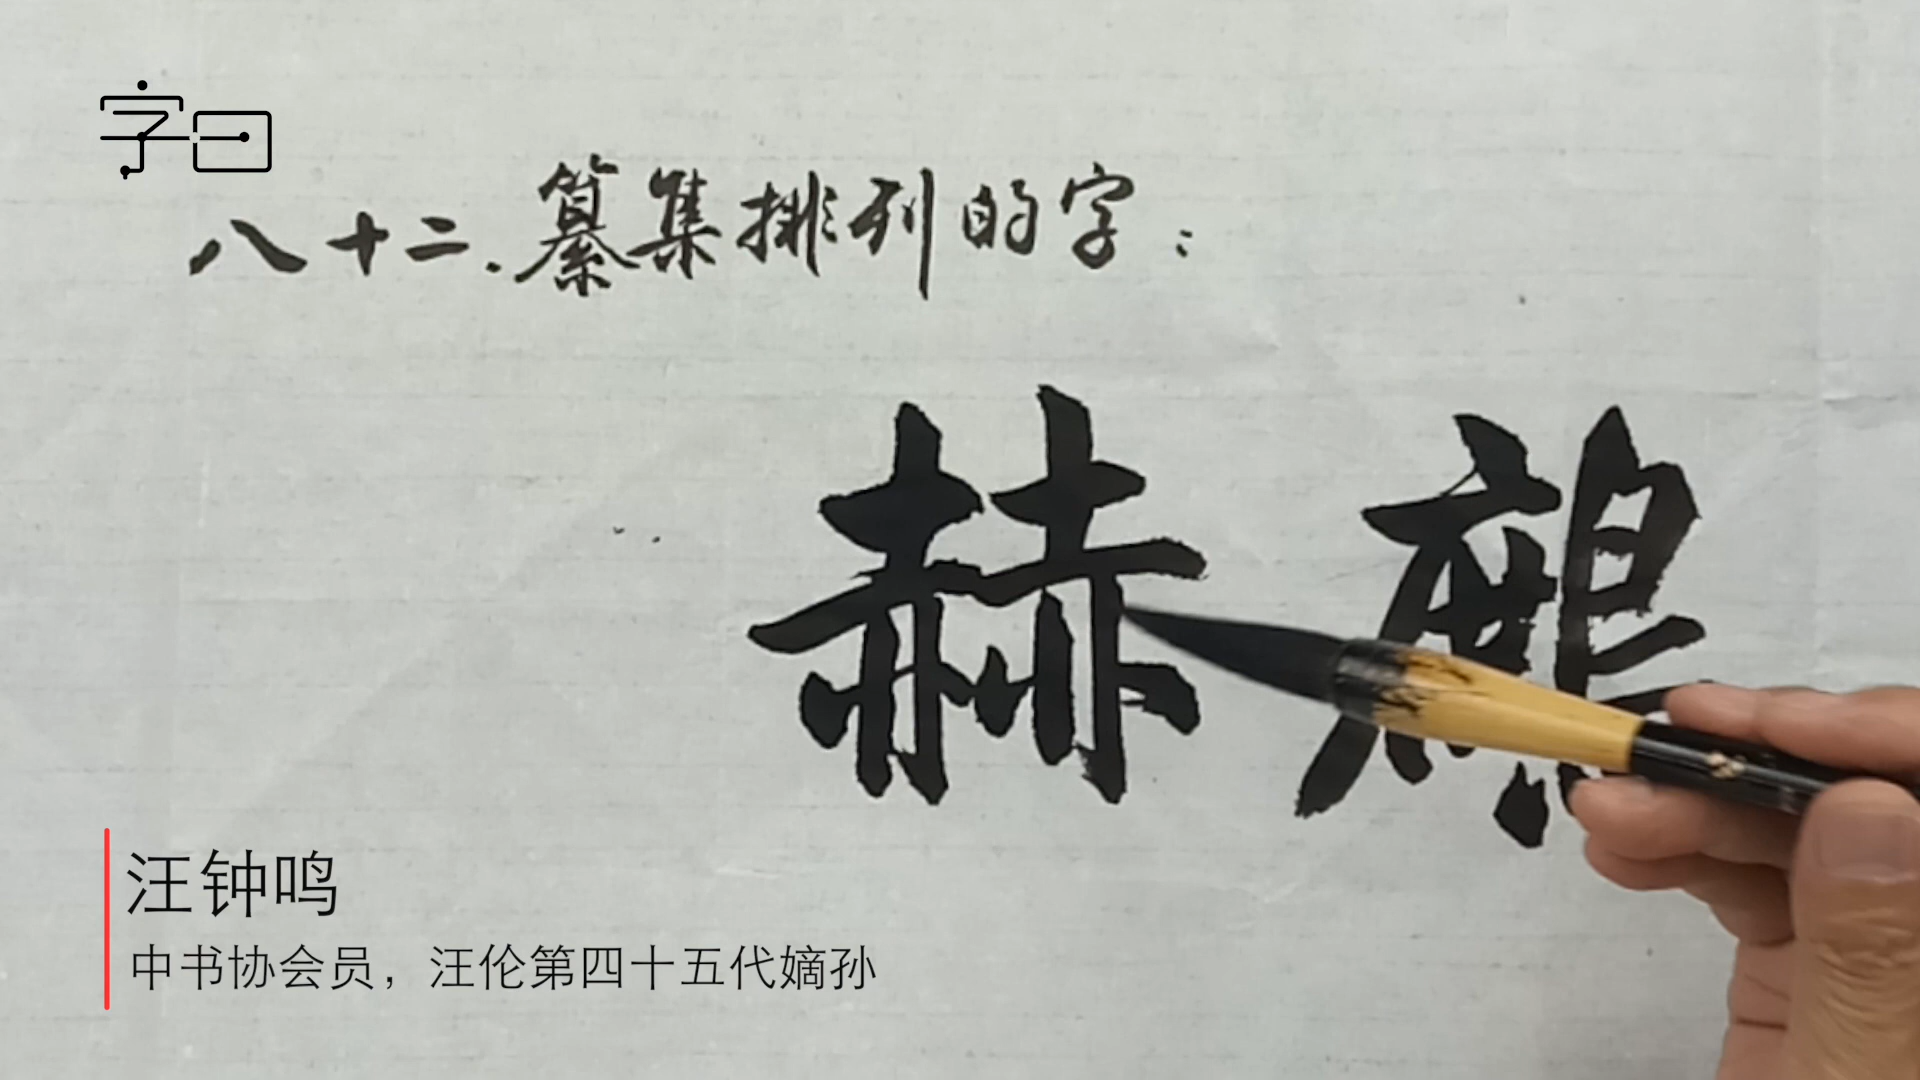 字曰
八十二.纂集排列的字：
赫
汪钟鸣
中书协会员，汪伦第四十五代嫡孙